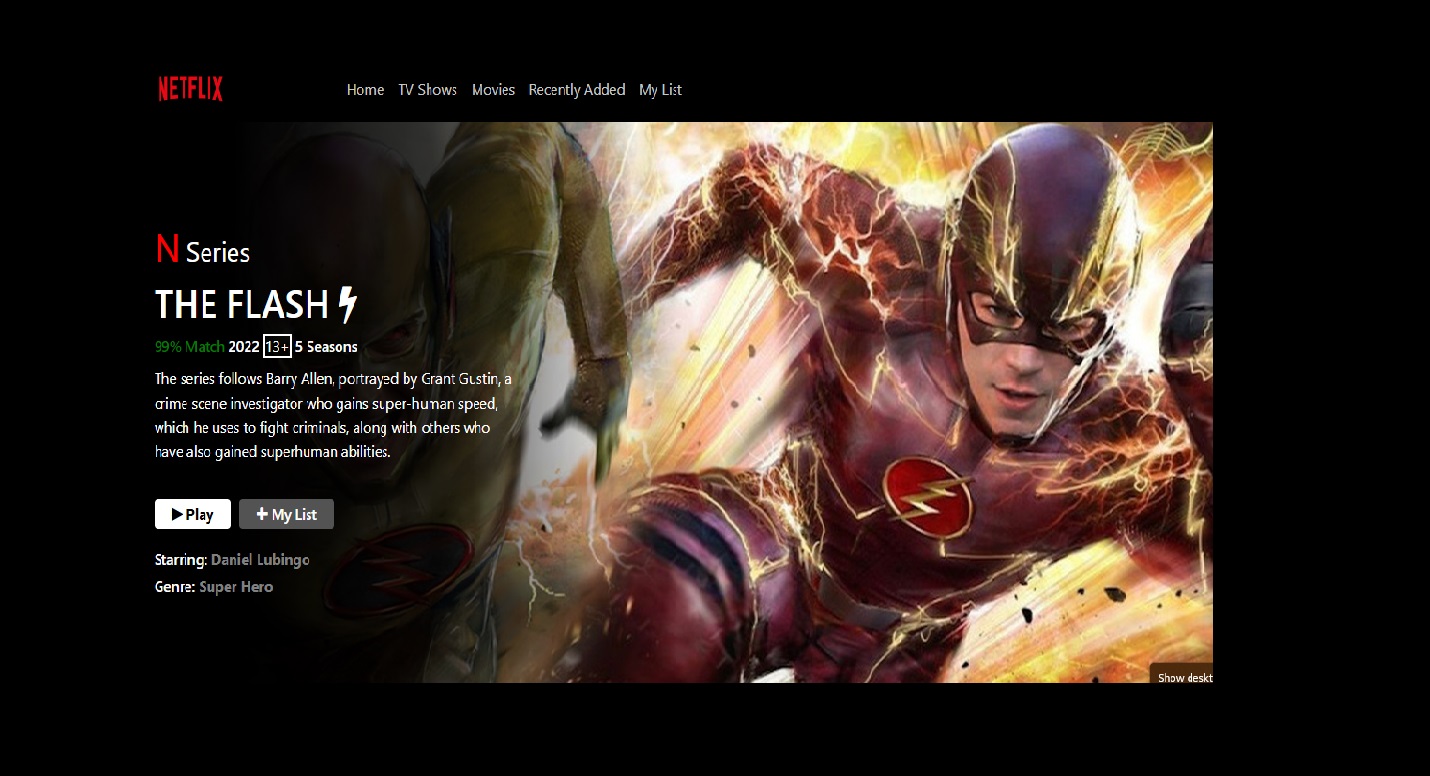 NETFLIX
Home TV Shows Movies Recently Added My List
N Series
THE FLASH
99% Match 2022 13+ 5 Seasons
The series follows Barry Allen, portrayed by Grant Gustin, a
crime scene investigator who gains super-human speed,
which he uses to fight criminals, along with others who
have also gained superhuman abilities.
Play + My List
Starring: Daniel Lubingo
Genre: Super Hero
Show deskt